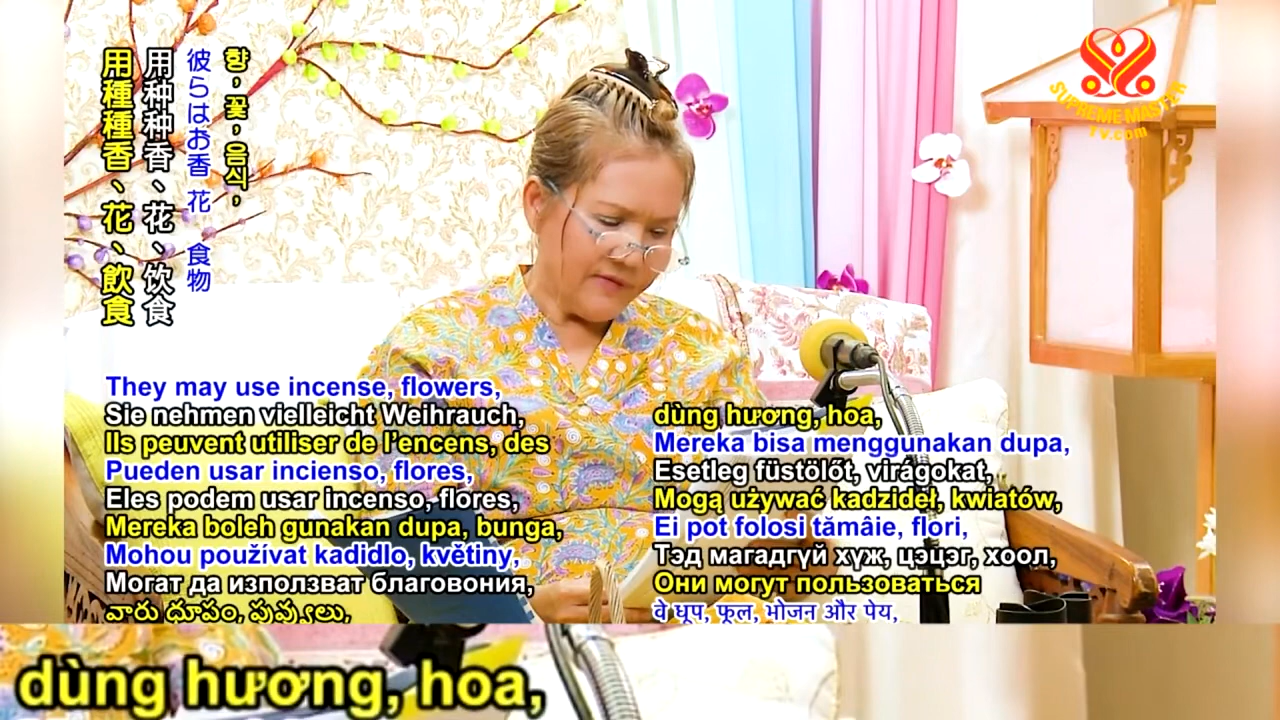 향, 꽃, 음식,
彼らはお香 花 食物
用种种香、花、饮食
用種種香、花、飲食
SUPREME MASTER
TV.com
They may use incense, flowers,
Sie nehmen vielleicht Weihrauch,
Ils peuvent utiliser de l'encens, des
Pueden usar incienso, flores,
Eles podem usar incenso, flores,
Mereka boleh gunakan dupa, bunga,
Mohou používat kadidlo, květiny,
Могат да използват благовония,
వారు ధూపం, పువ్వులు,
dùng hương, hoa,
Mereka bisa menggunakan dupa,
Esetleg füstölőt, virágokat,
Mogą używać kadzideł, kwiatów,
Ei pot folosi tămâie, flori,
Тэд магадгүй хүж, цэцэг, хоол,
Они могут пользоваться
वे धूप, फूल, भोजन और पेय,
dùng hương, hoa,